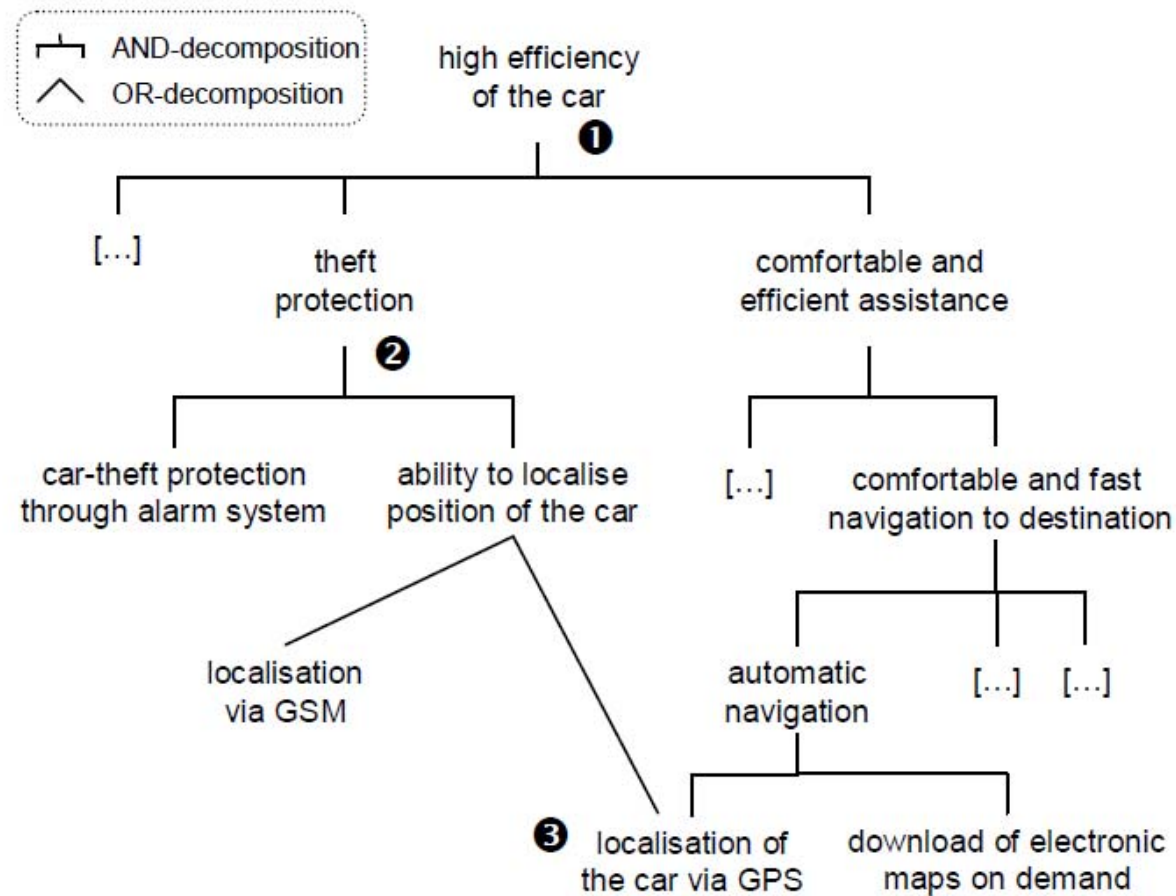 AND-decomposition
OR-decomposition
high efficiency
of the car
❶
[...]
theft
protection
comfortable and
efficient assistance
❷
car-theft protection
through alarm system
ability to localise
position of the car
[...]
comfortable and fast
navigation to destination
localisation
via GSM
automatic
navigation
[...]
[...]
❸
localisation of
the car via GPS
download of electronic
maps on demand